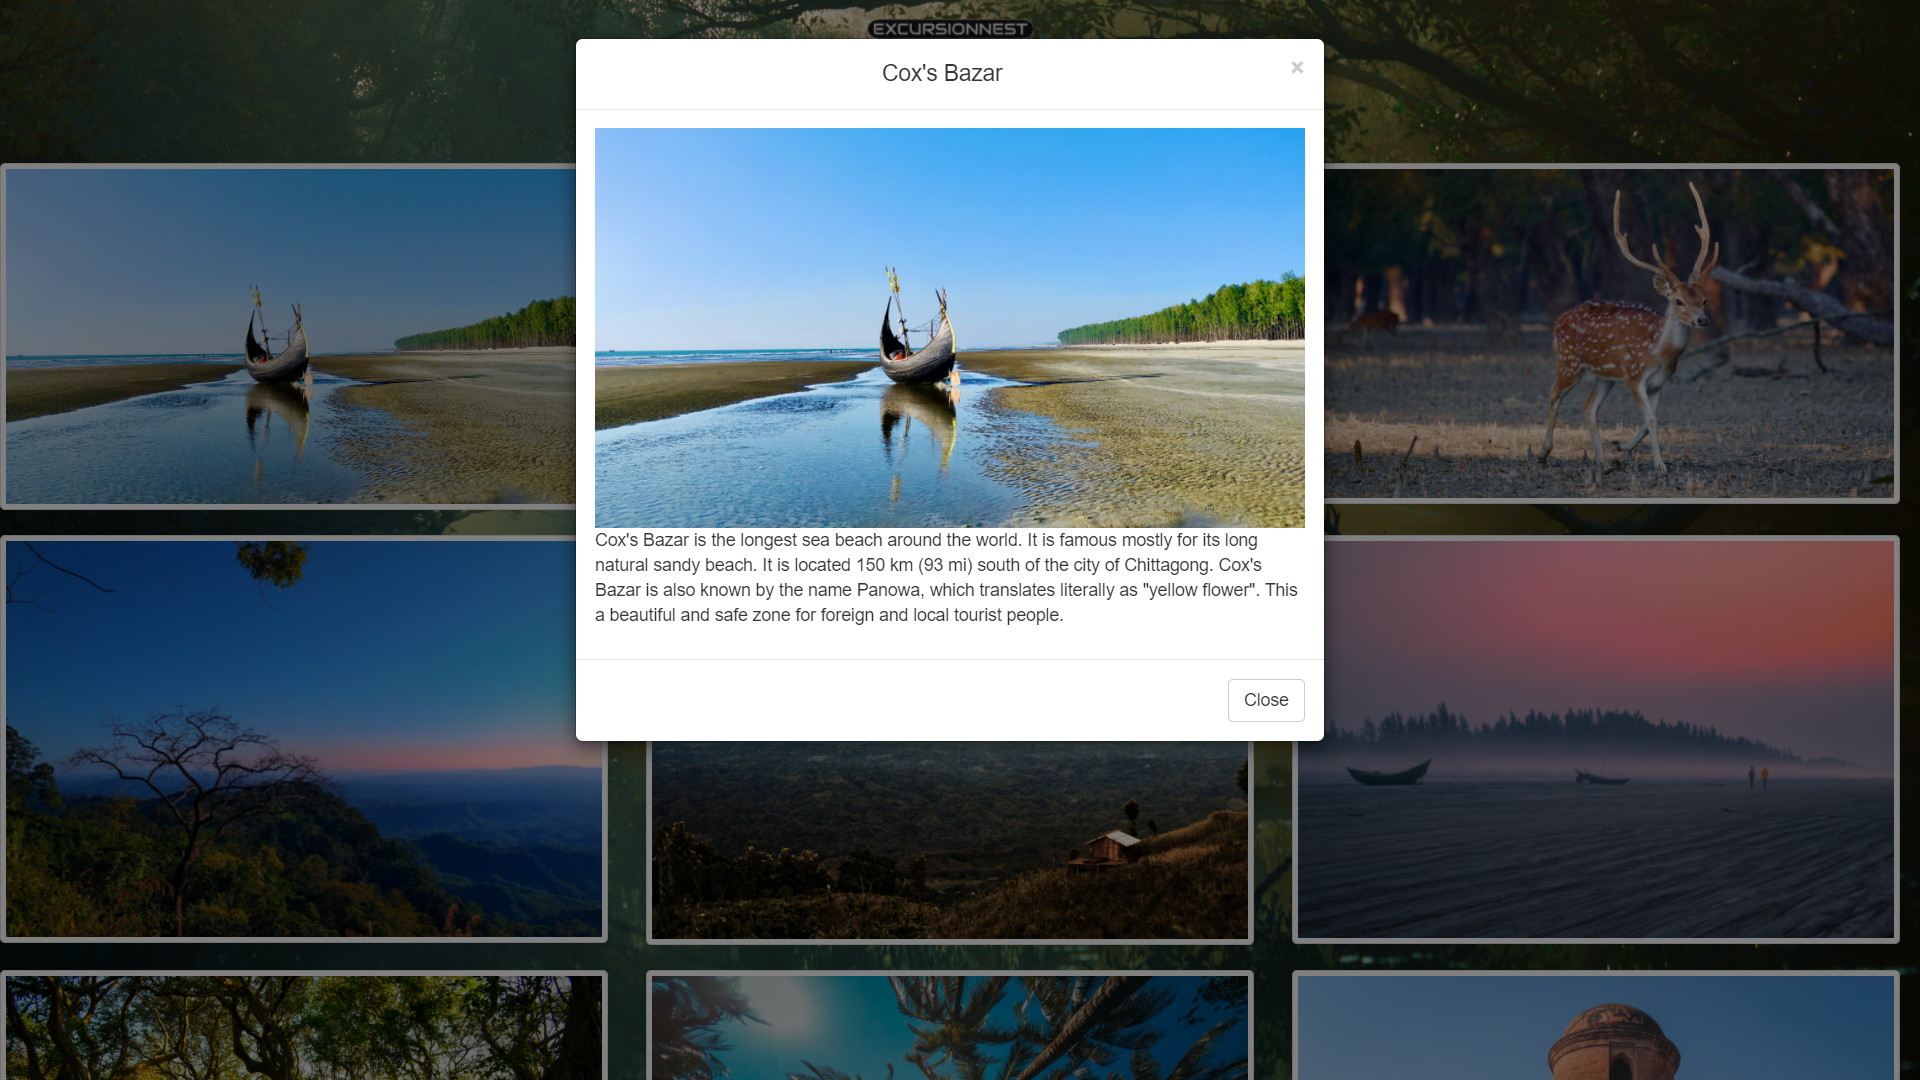 EXCURSIONNEST
Cox's Bazar
×
Cox's Bazar is the longest sea beach around the world. It is famous mostly for its long
natural sandy beach. It is located 150 km (93 mi) south of the city of Chittagong. Cox's
Bazar is also known by the name Panowa, which translates literally as "yellow flower". This
a beautiful and safe zone for foreign and local tourist people.
Close